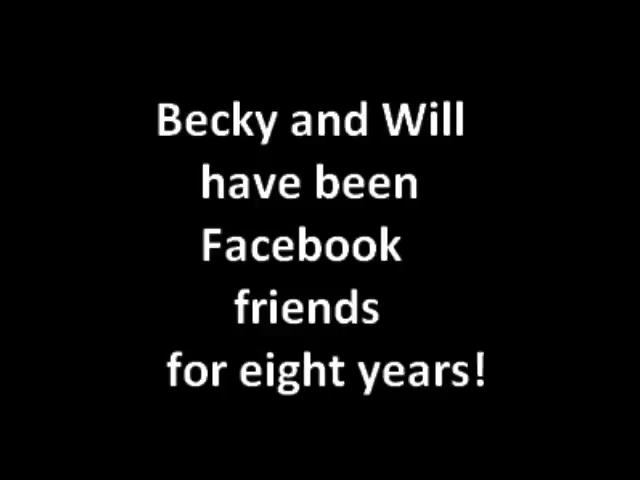 Becky and Will
have been
Facebook
friends
for eight years!